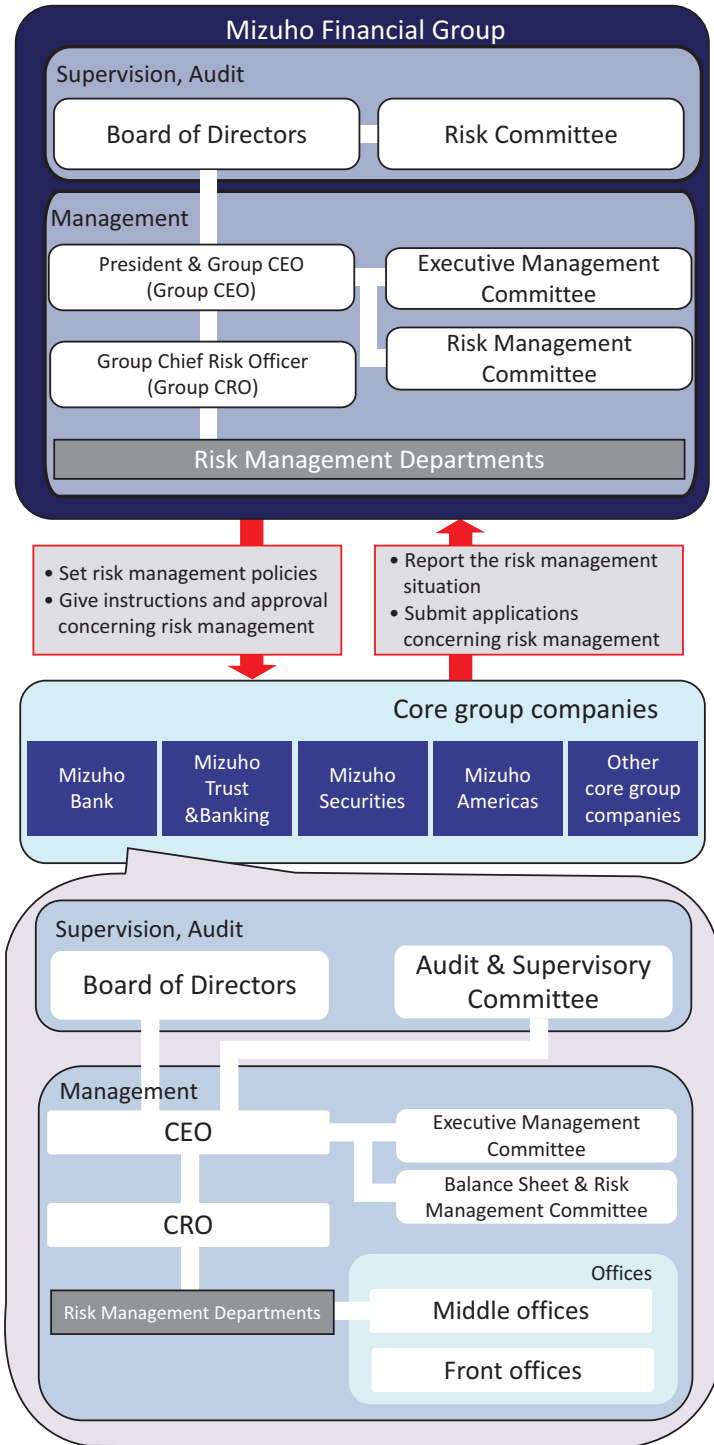 Mizuho Financial Group
Supervision, Audit
Board of Directors
Risk Committee
Management
President & Group CEO
(Group CEO)
Executive Management
Committee
Group Chief Risk Officer
(Group CRO)
Risk Management
Committee
Risk Management Departments
• Set risk management policies
• Give instructions and approval
concerning risk management
• Report the risk management
situation
• Submit applications
concerning risk management
Core group companies
Mizuho
Bank
Mizuho
Trust
&Banking
Mizuho
Securities
Mizuho
Americas
Other
core group
companies
Supervision, Audit
Board of Directors
Audit & Supervisory
Committee
Management
CEO
Executive Management
Committee
CRO
Balance Sheet & Risk
Management Committee
Offices
Risk Management Departments
Middle offices
Front offices